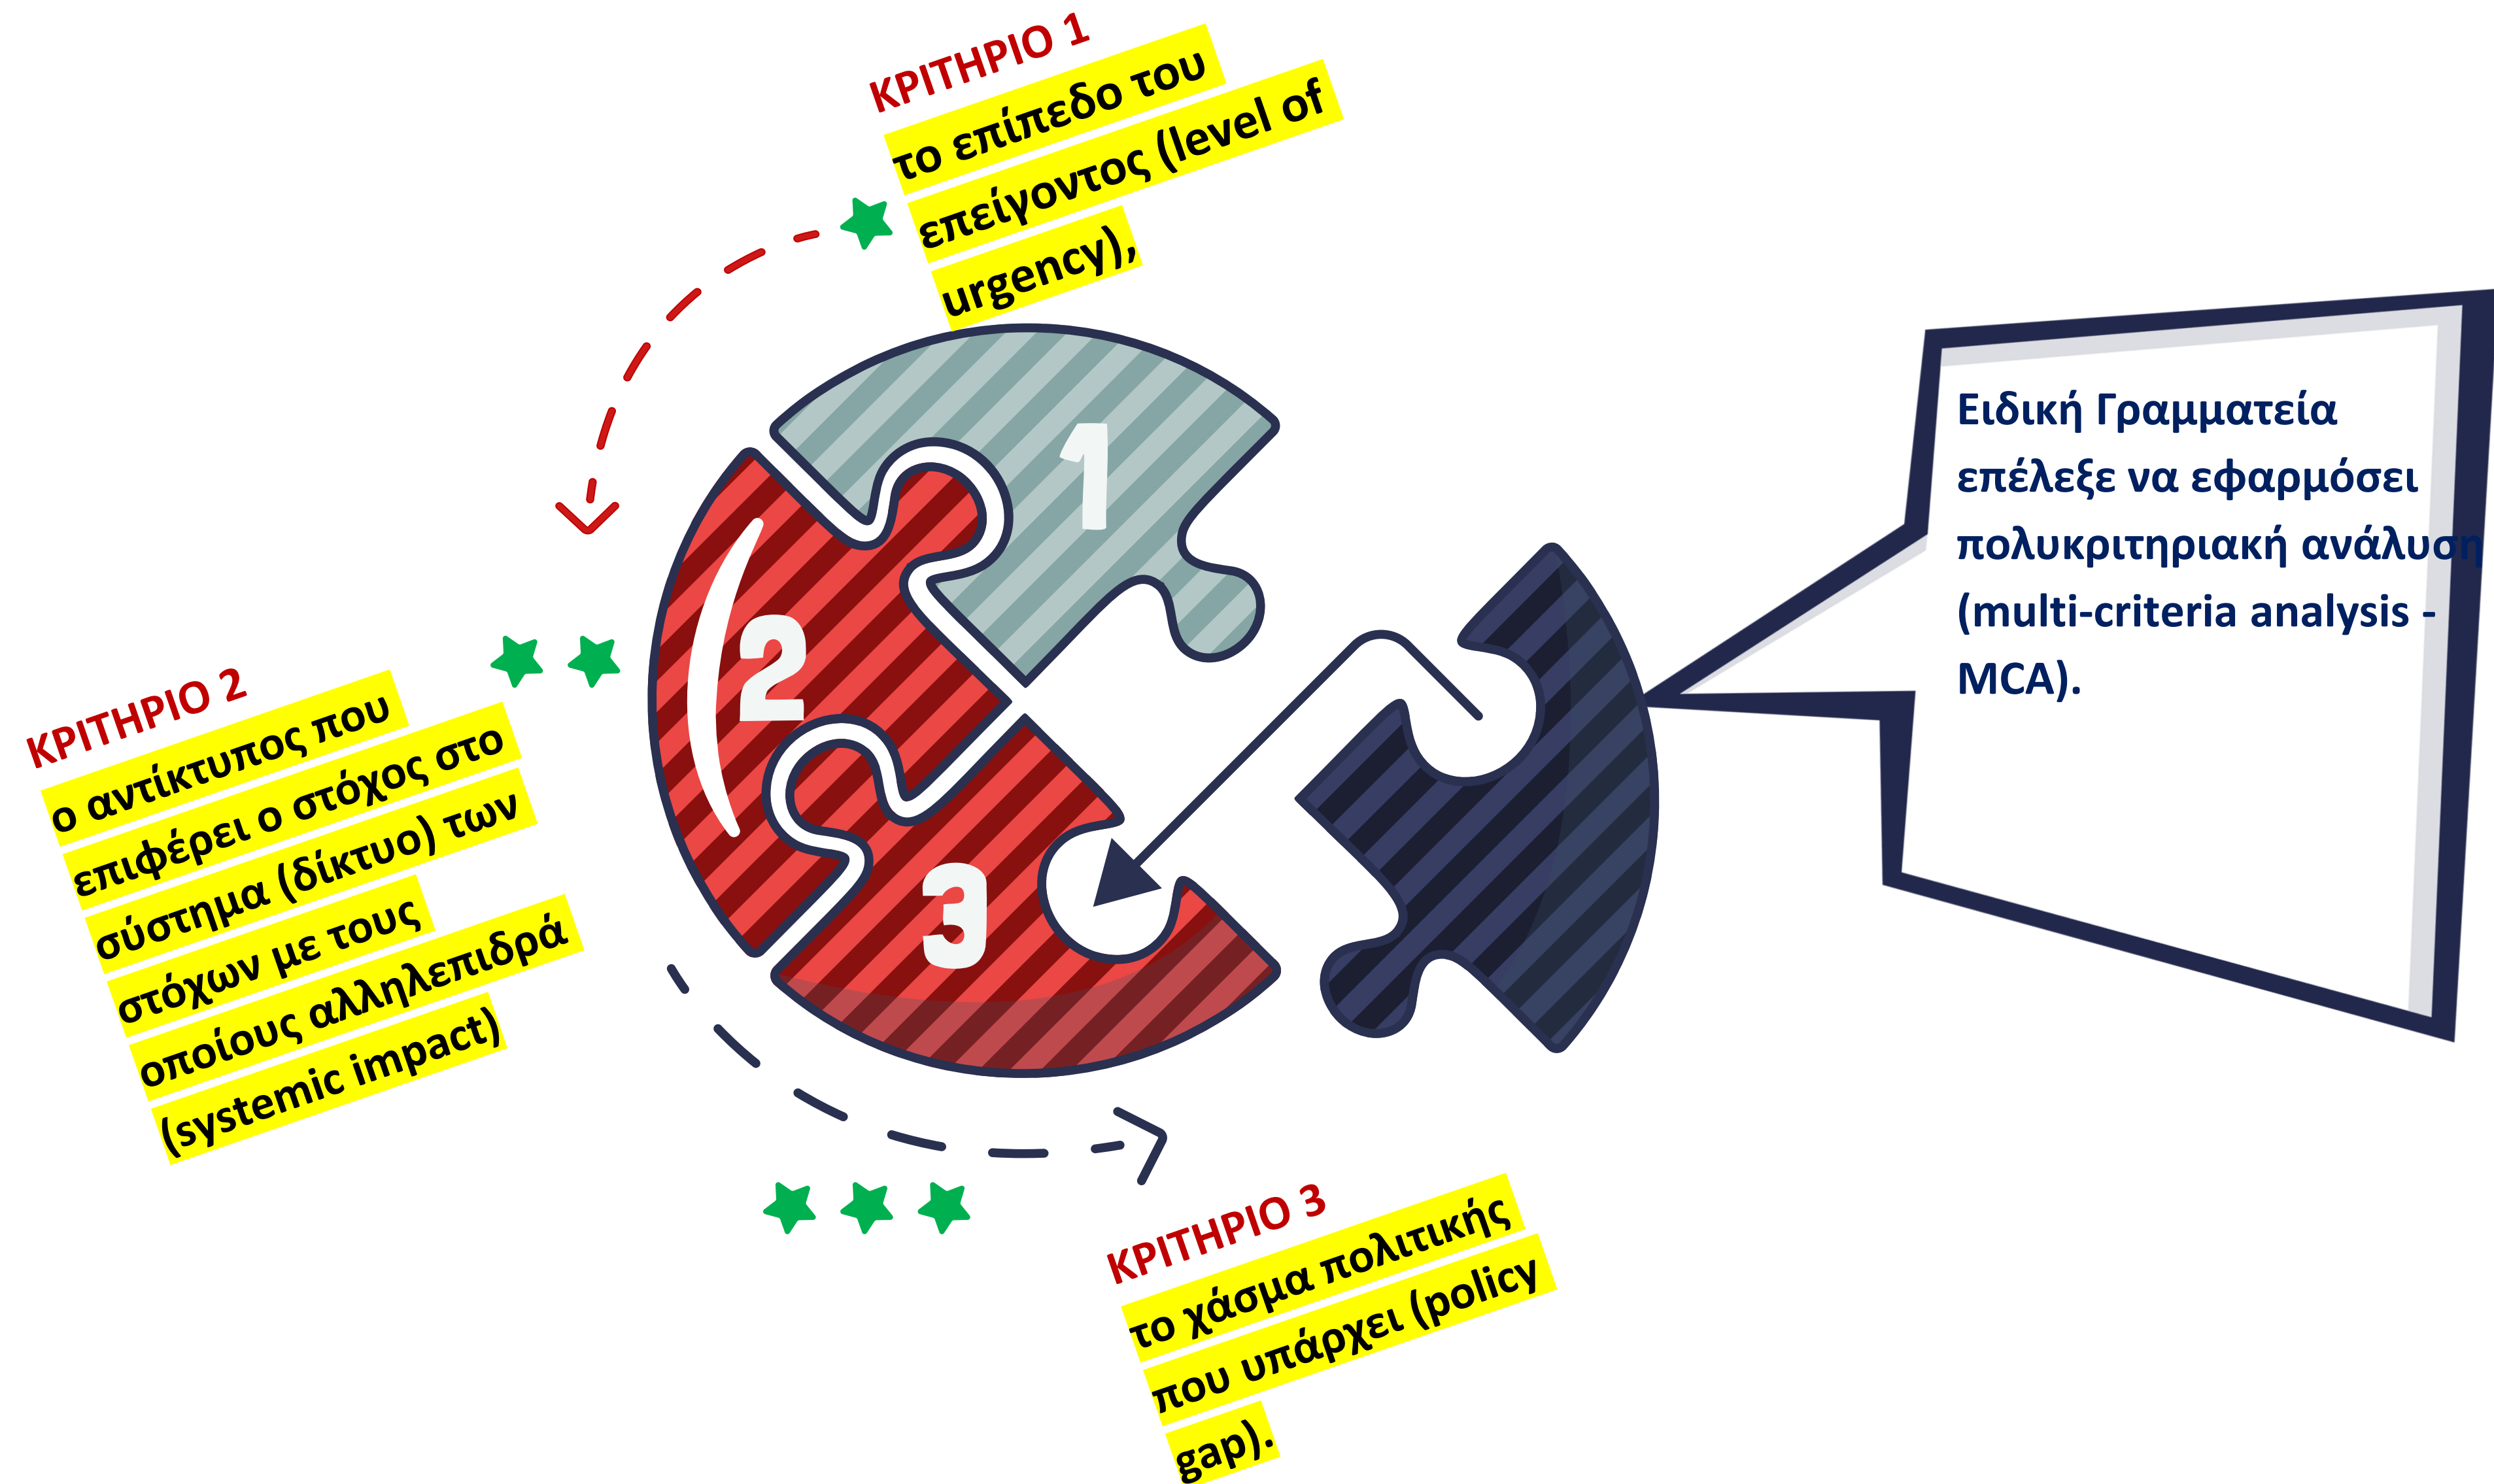 ΚΡΙΤΗΡΙΟ 1
το επίπεδο του
επείγοντος (level of
urgency),
1
2
3
ΚΡΙΤΗΡΙΟ 2
ο αντίκτυπος που
επιφέρει ο στόχος στο
σύστημα (δίκτυο) των
στόχων με τους
οποίους αλληλεπιδρά
(systemic impact)
ΚΡΙΤΗΡΙΟ 3
το χάσμα πολιτικής
που υπάρχει (policy
gap).
Ειδική Γραμματεία
επέλεξε να εφαρμόσει
πολυκριτηριακή ανάλυση
(multi-criteria analysis -
MCA).